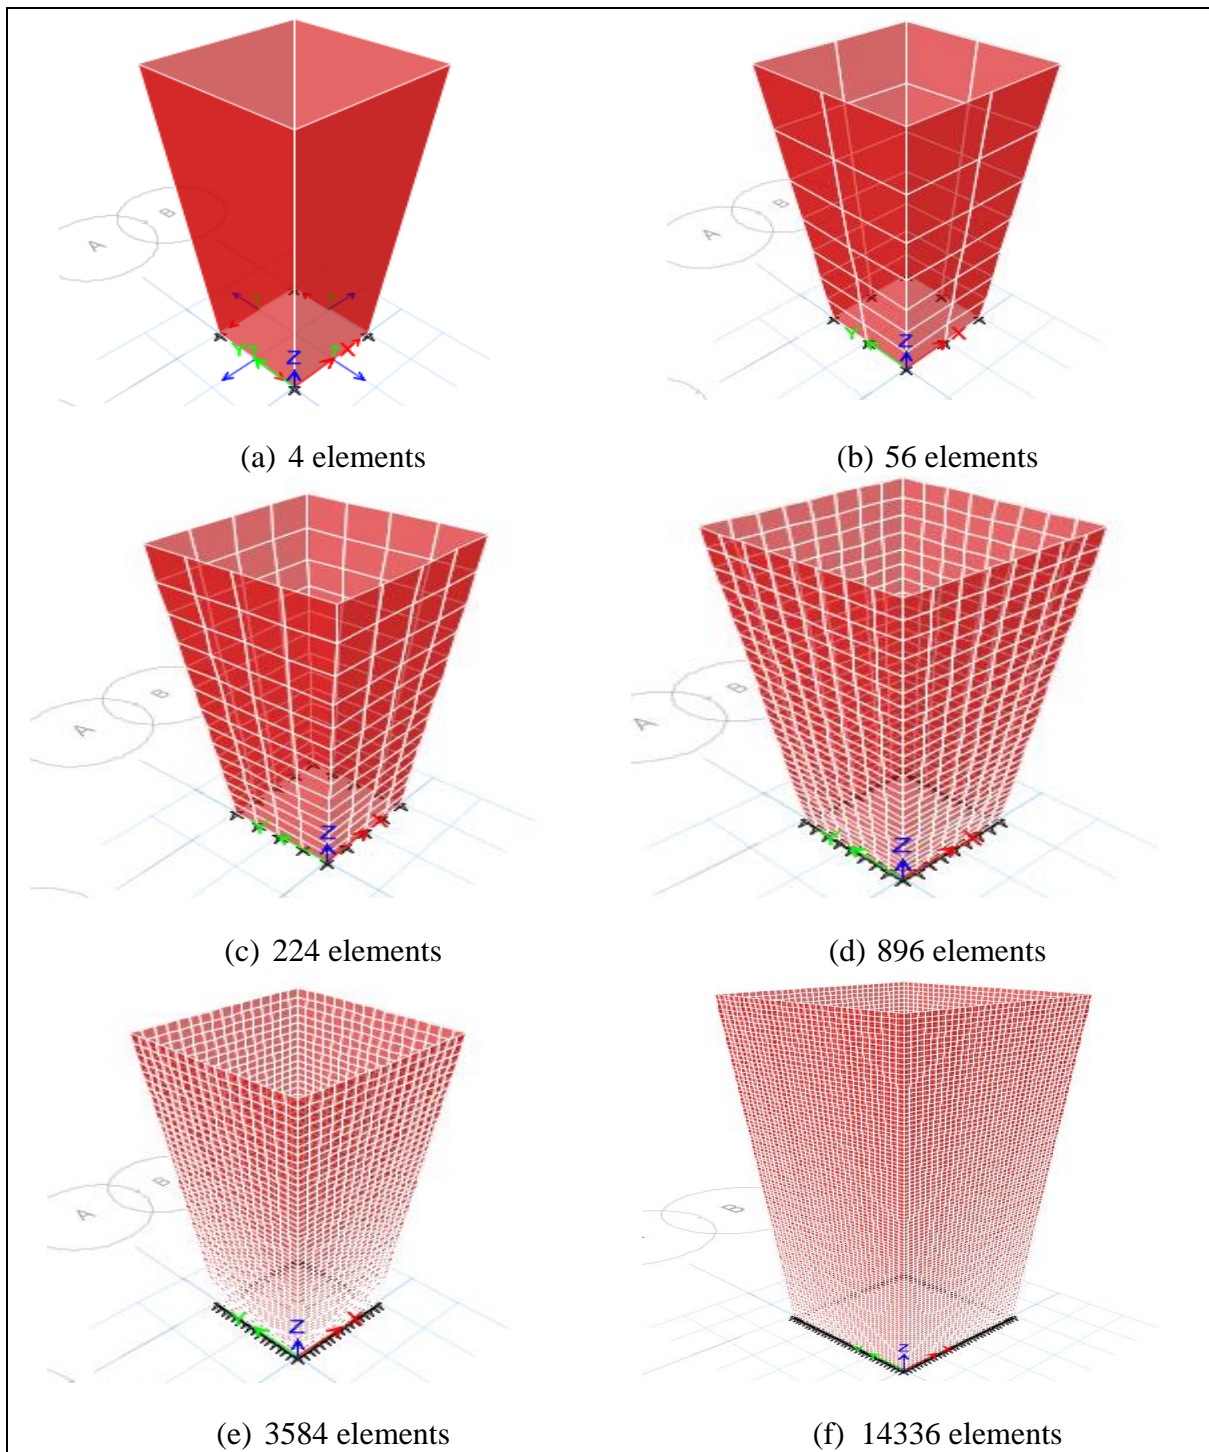 B
A
Y
X
Z
(a) 4 elements
B
A
Y
X
Z
(b) 56 elements
B
A
Z
(c) 224 elements
B
A
Z
(d) 896 elements
B
A
Y
X
Z
(e) 3584 elements
B
Z
(f) 14336 elements